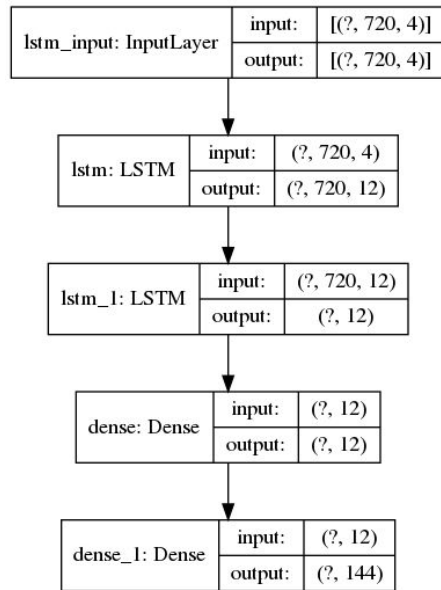 lstm_input: InputLayer
input: [(?, 720, 4)]
output: [(?, 720, 4)]
lstm: LSTM
input: (?, 720, 4)
output: (?, 720, 12)
lstm_1: LSTM
input: (?, 720, 12)
output: (?, 12)
dense: Dense
input: (?, 12)
output: (?, 12)
dense_1: Dense
input: (?, 12)
output: (?, 144)